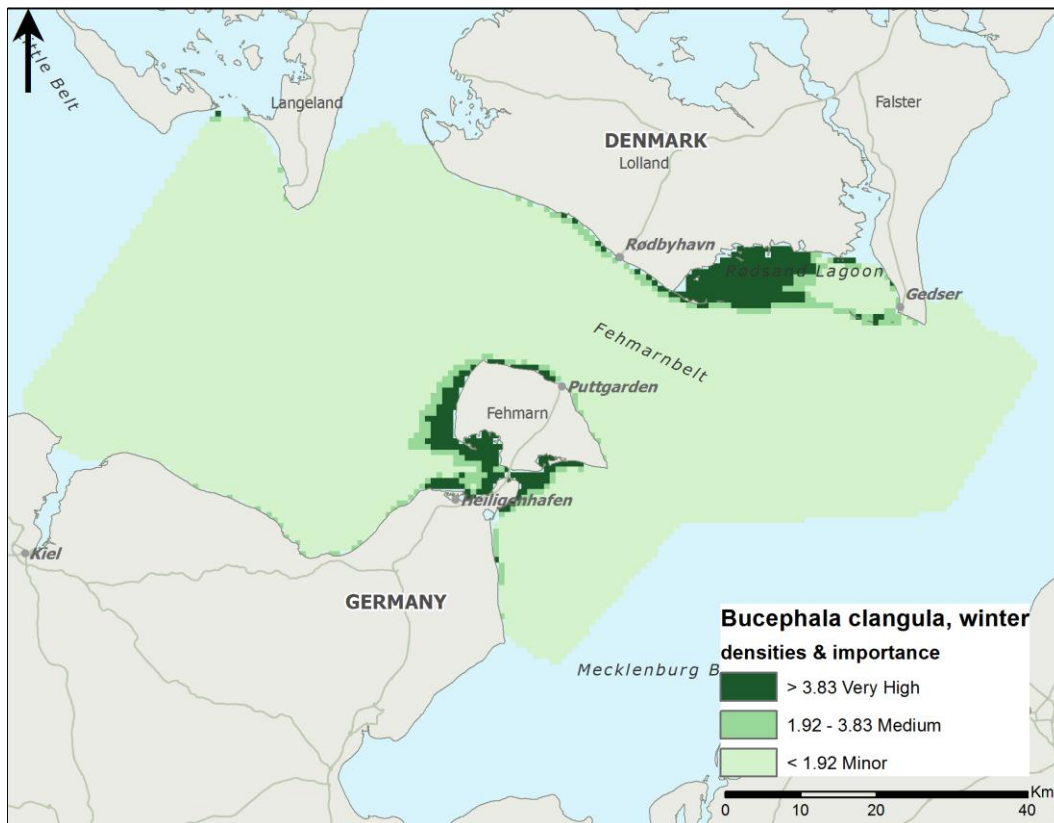 ttle Belt
Langeland
Falster
DENMARK
Lolland
Rødbyhavn
Rødsand Lagoon
Gedser
Fehmarnbelt
Puttgarden
Fehmarn
Heiligenhafen
Kiel
GERMANY
Mecklenburg B
Bucephala clangula, winter
densities & importance
> 3.83 Very High
1.92 - 3.83 Medium
< 1.92 Minor
Km
0 10 20 40